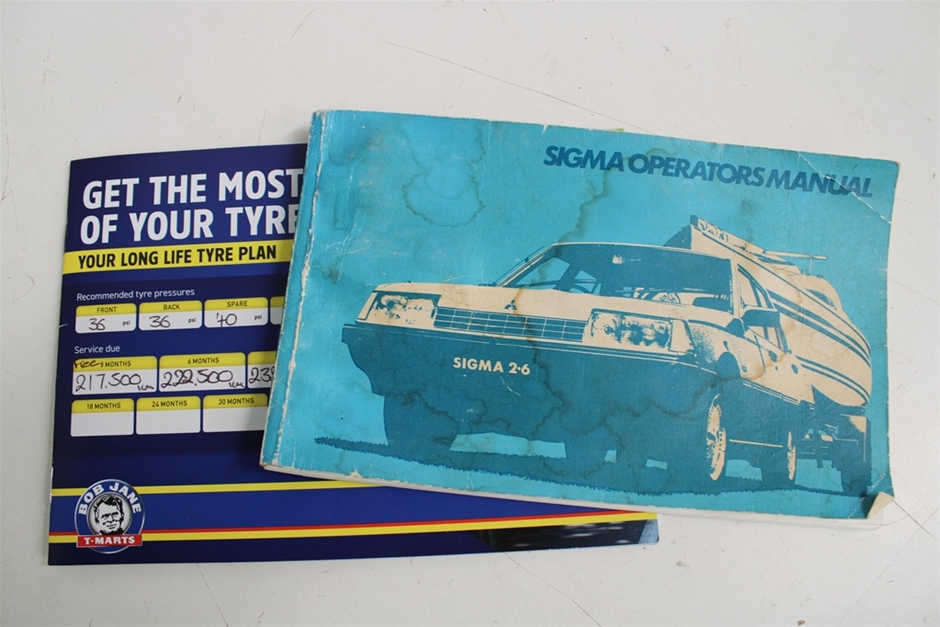 GET THE MOST
OF YOUR TYRE
YOUR LONG LIFE TYRE PLAN
Recommended tyre pressures
FRONT BACK SPARE
36 psi 36 psi 40 psi
Service due
3 MONTHS 6 MONTHS
217.500 km 222.500 km
18 MONTHS 24 MONTHS 30 MONTHS
BOB JANE
T-MARTS
SIGMA OPERATORS MANUAL
SIGMA 2·6